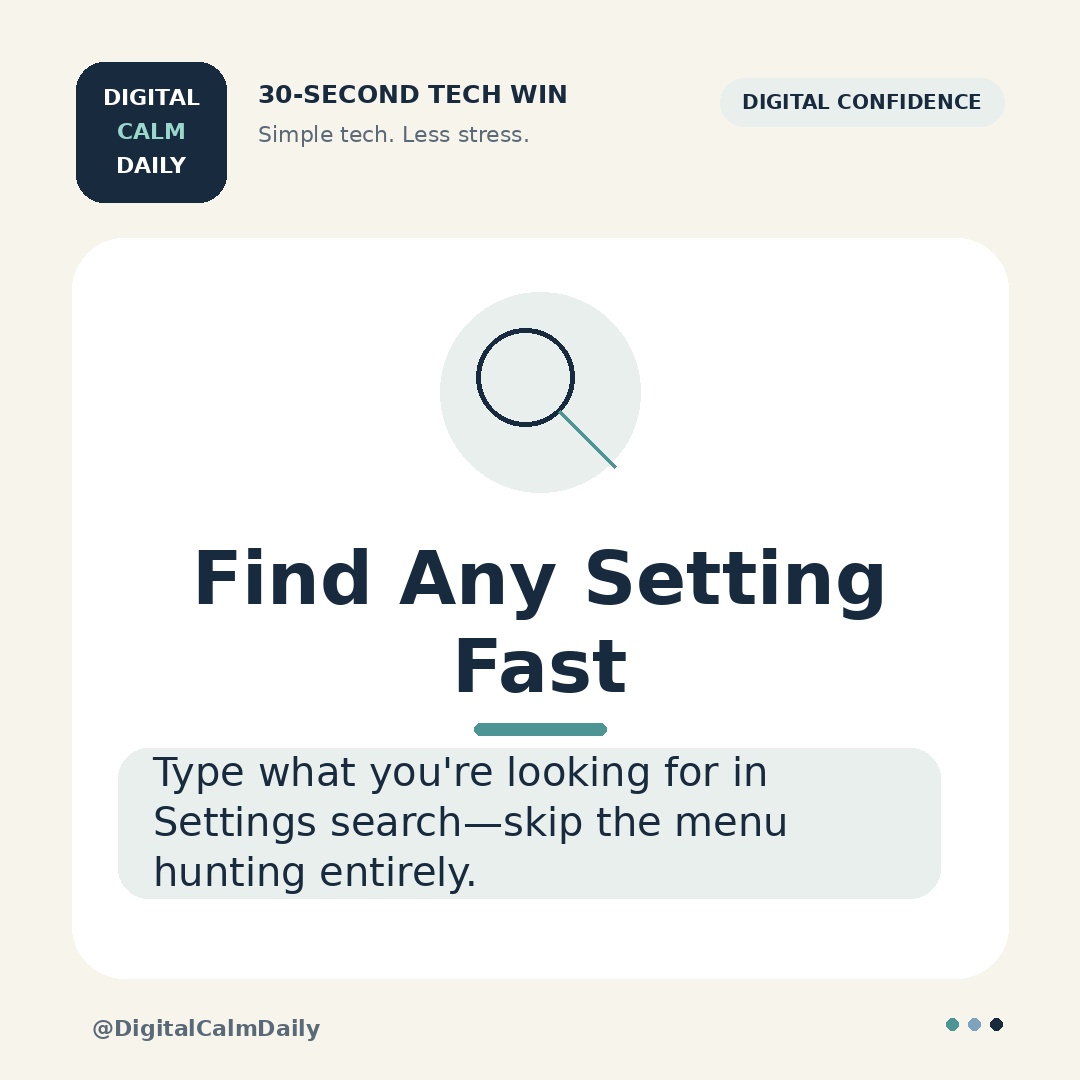 DIGITAL
CALM
DAILY
30-SECOND TECH WIN
Simple tech. Less stress.
DIGITAL CONFIDENCE
Find Any Setting
Fast
Type what you're looking for in
Settings search—skip the menu
hunting entirely.
@DigitalCalmDaily